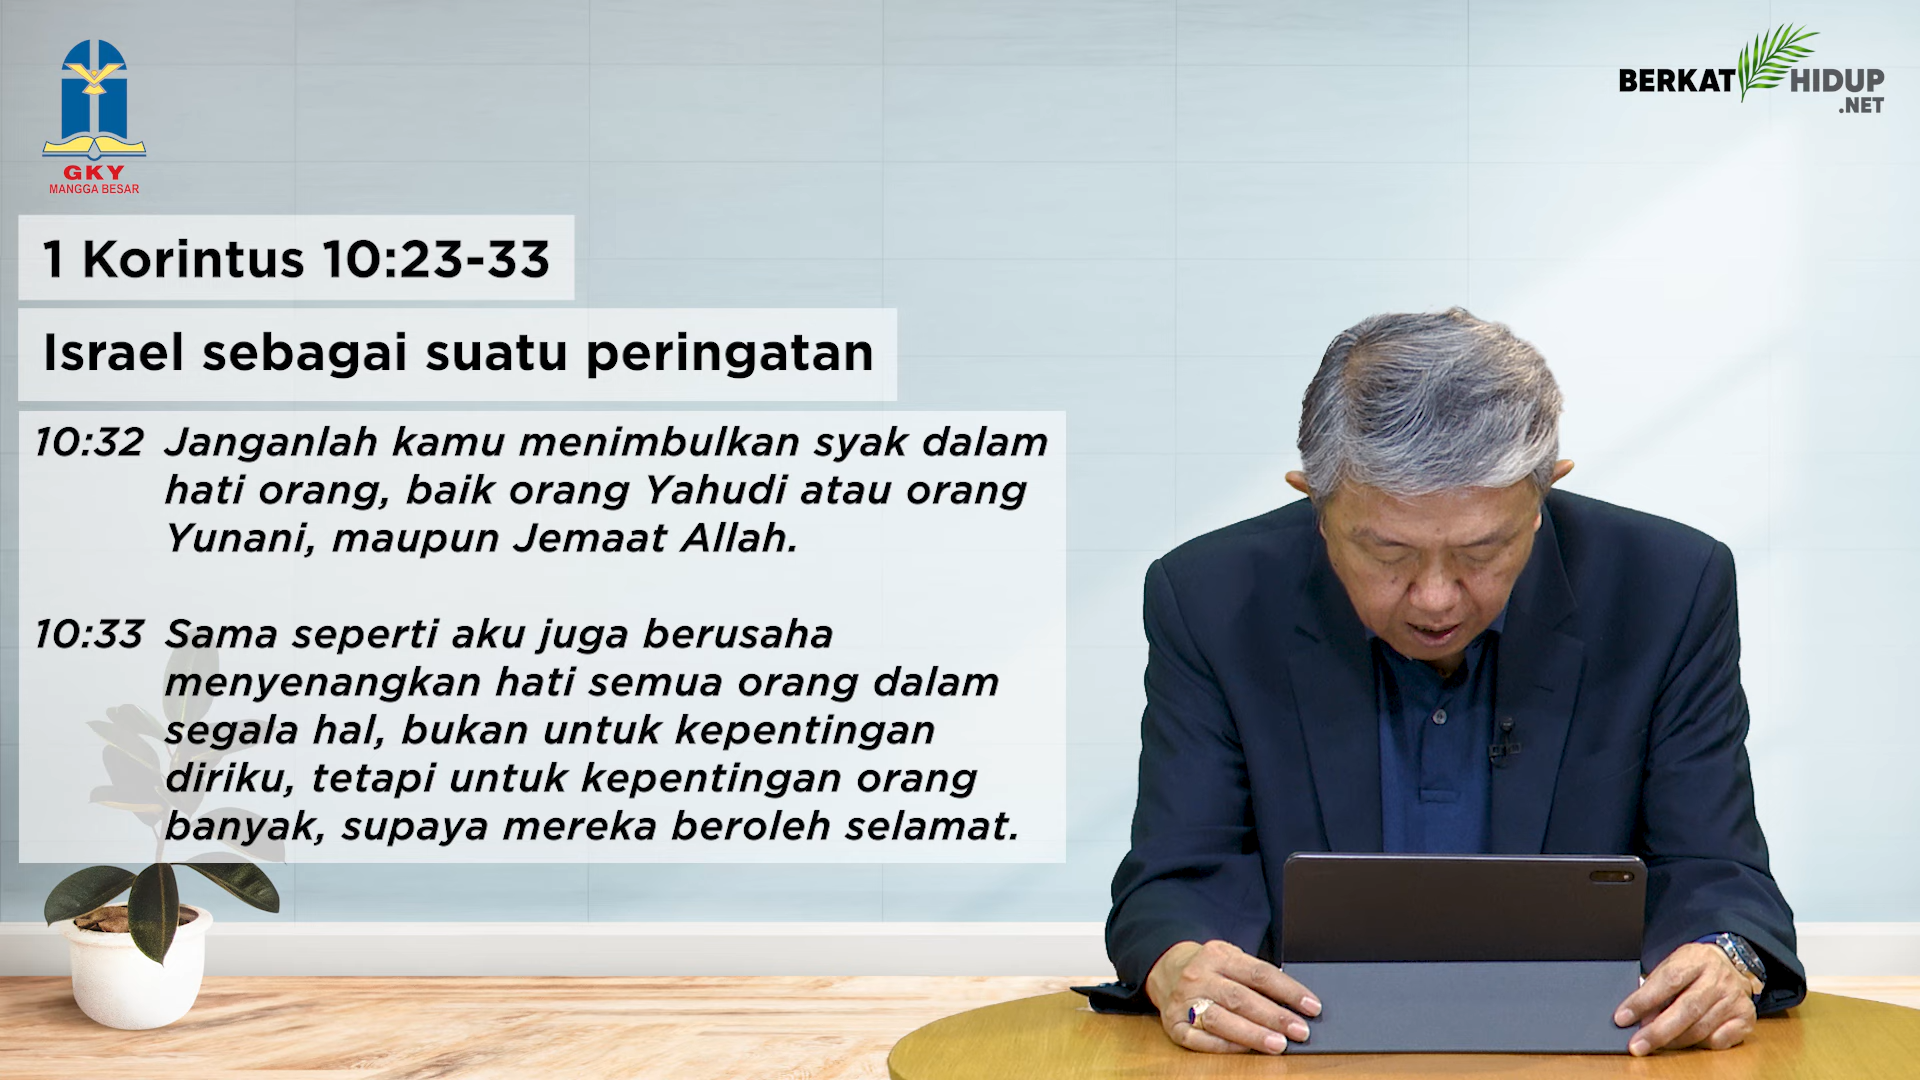 GKY
MANGGA BESAR
BERKAT HIDUP
.NET
1 Korintus 10:23-33
Israel sebagai suatu peringatan
10:32 Janganlah kamu menimbulkan syak dalam
hati orang, baik orang Yahudi atau orang
Yunani, maupun Jemaat Allah.
10:33 Sama seperti aku juga berusaha
menyenangkan hati semua orang dalam
segala hal, bukan untuk kepentingan
diriku, tetapi untuk kepentingan orang
banyak, supaya mereka beroleh selamat.